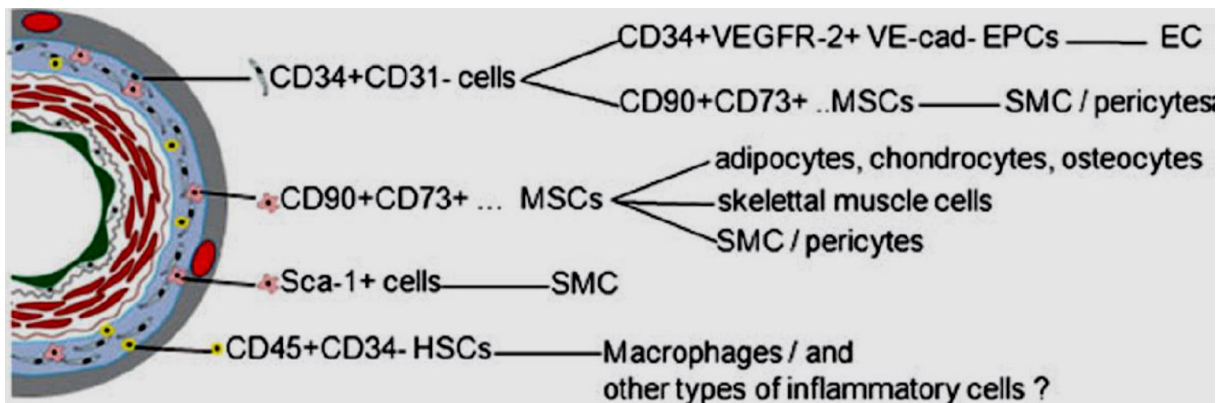 CD34+VEGFR-2+ VE-cad- EPCs EC
CD34+CD31- cells
CD90+CD73+ ..MSCs SMC / pericytes
adipocytes, chondrocytes, osteocytes
CD90+CD73+ ... MSCs
skelettal muscle cells
SMC / pericytes
Sca-1+ cells SMC
CD45+CD34- HSCs Macrophages / and
other types of inflammatory cells ?